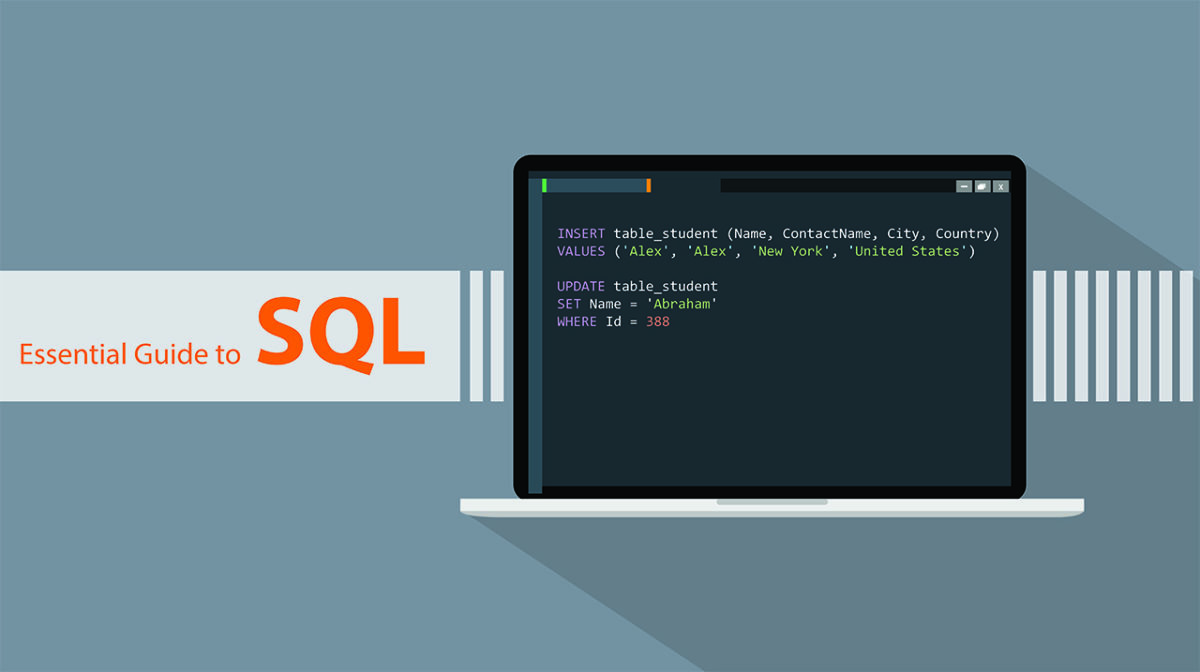 Essential Guide to SQL
INSERT table_student (Name, ContactName, City, Country)
VALUES ('Alex', 'Alex', 'New York', 'United States')
UPDATE table_student
SET Name = 'Abraham'
WHERE Id = 388